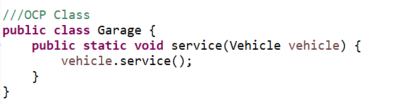 ///OCP Class
public class Garage {
    public static void service(Vehicle vehicle) {
        vehicle.service();
    }
}